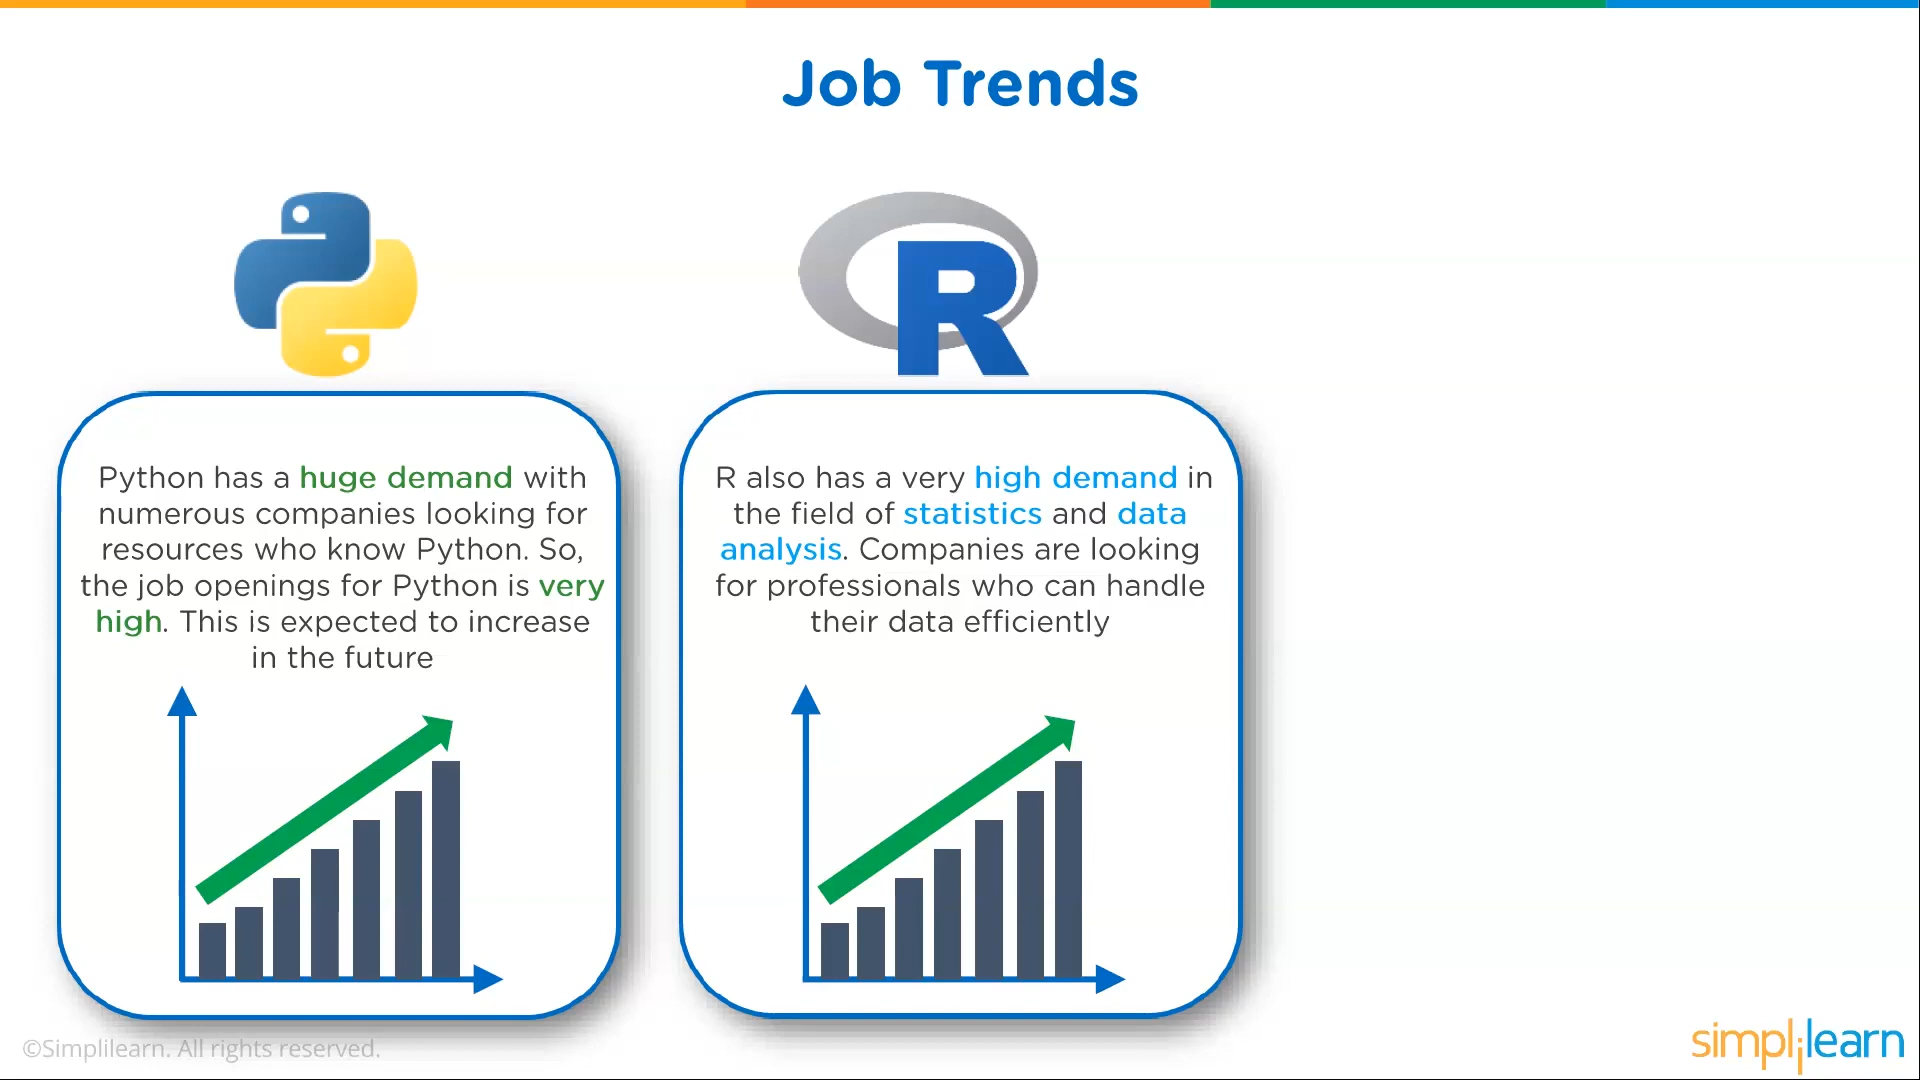 Job Trends
R
Python has a huge demand with
numerous companies looking for
resources who know Python. So,
the job openings for Python is very
high. This is expected to increase
in the future
R also has a very high demand in
the field of statistics and data
analysis. Companies are looking
for professionals who can handle
their data efficiently
©Simplilearn. All rights reserved.
simplilearn